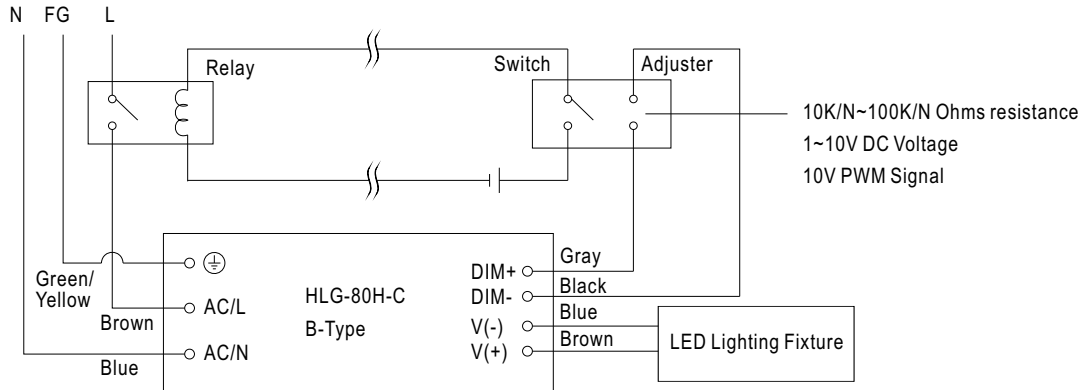 N FG L
Relay
Switch
Adjuster
10K/N~100K/N Ohms resistance
1~10V DC Voltage
10V PWM Signal
Green/
Yellow
Brown
Blue
AC/L
AC/N
HLG-80H-C
B-Type
DIM+
DIM-
V(-)
V(+)
Gray
Black
Blue
Brown
LED Lighting Fixture